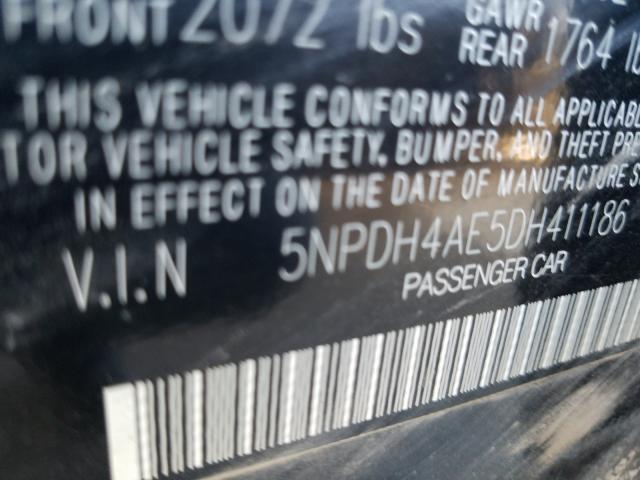 FRONT 2072 lbs
GAWR
REAR 1764
THIS VEHICLE CONFORMS TO ALL APPLICABLE
TOR VEHICLE SAFETY, BUMPER, AND THEFT PRE
IN EFFECT ON THE DATE OF MANUFACTURE
V.I.N 5NPDH4AE5DH411186
PASSENGER CAR